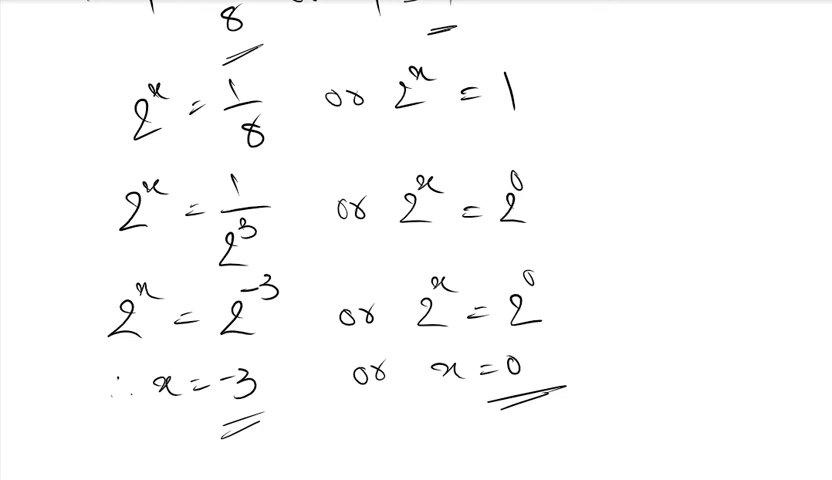 8
2^x = 1/8 or 2^x = 1
2^x = 1/2^3 or 2^x = 2^0
2^x = 2^-3 or 2^x = 2^0
∴ x = -3 or x = 0